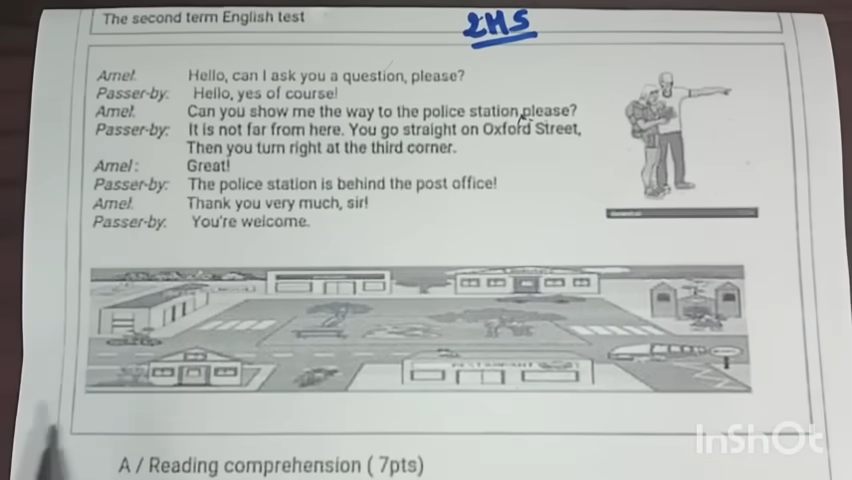 The second term English test
2MS
Amel: Hello, can I ask you a question, please?
Passer-by: Hello, yes of course!
Amel: Can you show me the way to the police station, please?
Passer-by: It is not far from here. You go straight on Oxford Street,
Then you turn right at the third corner.
Amel: Great!
Passer-by: The police station is behind the post office!
Amel: Thank you very much, sir!
Passer-by: You're welcome.
RESTAURANT
A / Reading comprehension ( 7pts)
InShOt